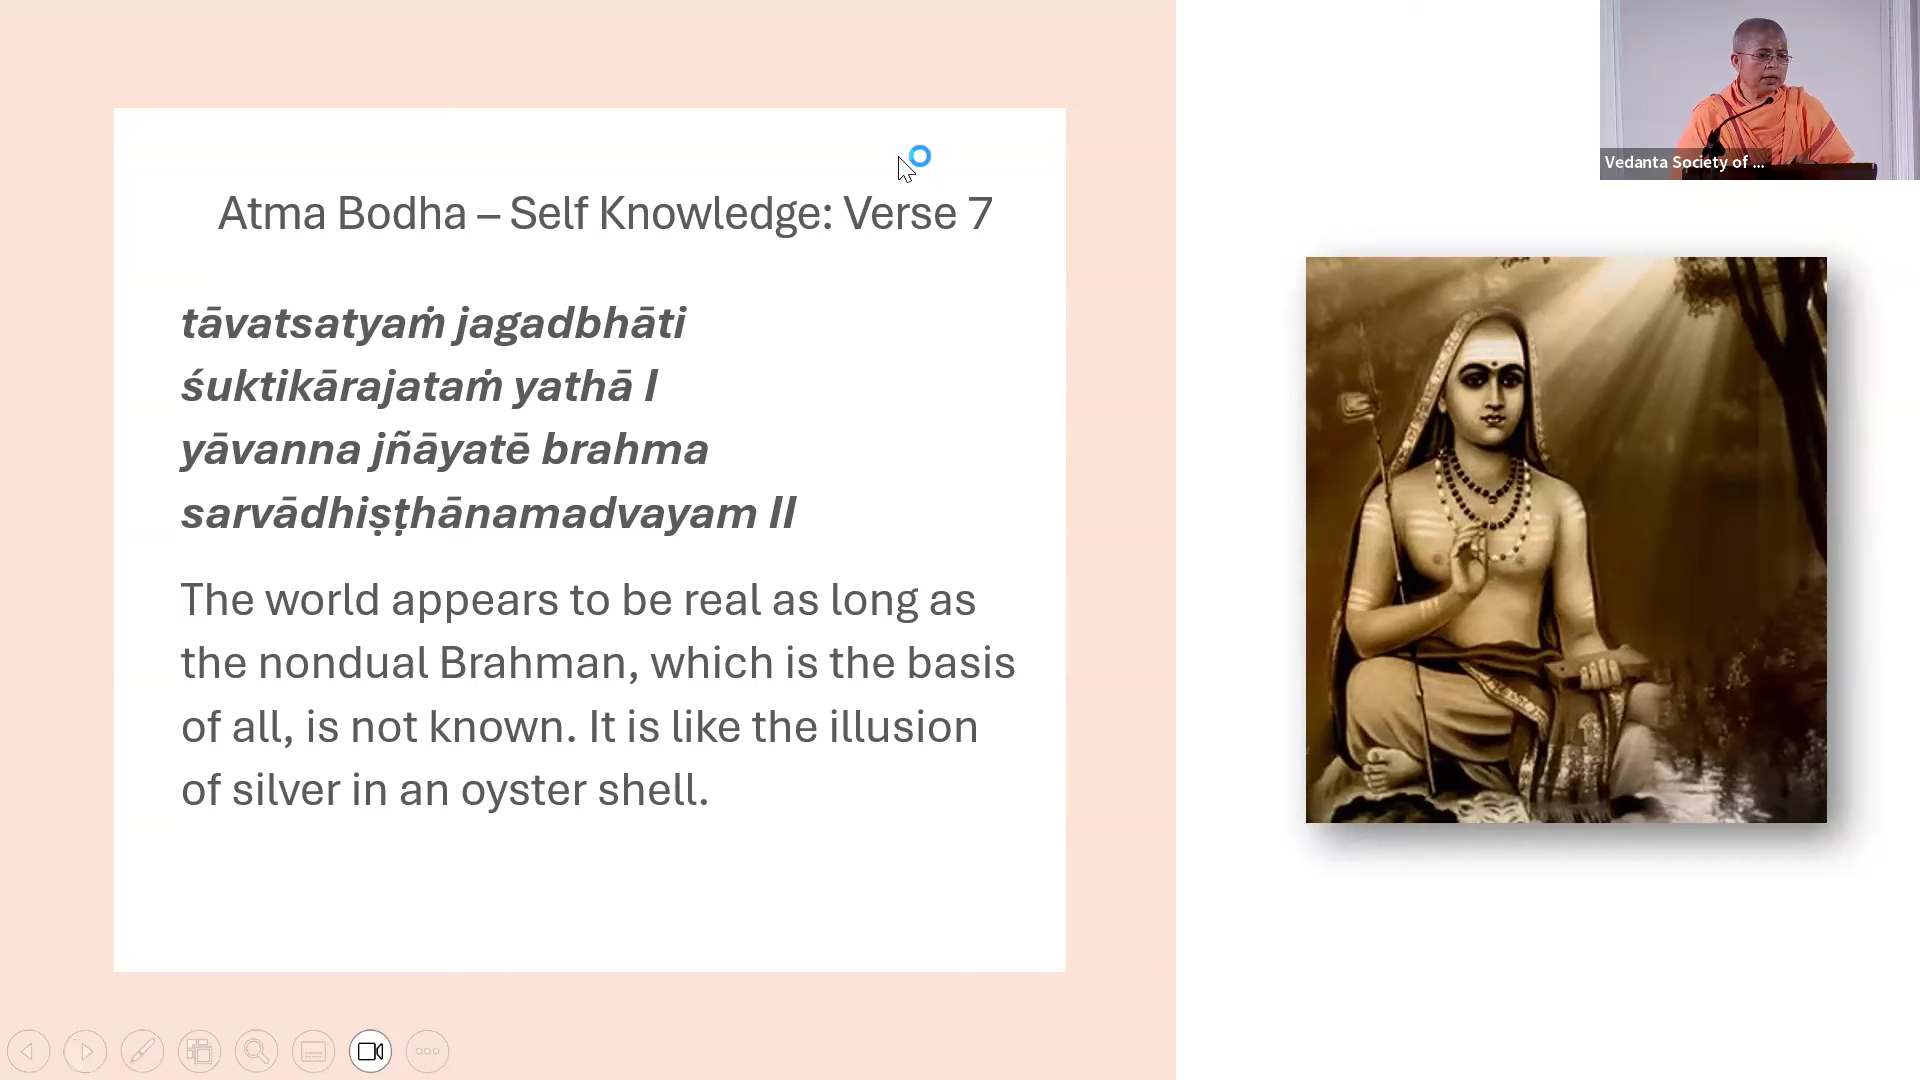 Atma Bodha – Self Knowledge: Verse 7
tāvatsatyaṁ jagadbhāti
śuktikārajataṁ yathā l
yāvanna jñāyatē brahma
sarvādhiṣṭhānamadvayam ll
The world appears to be real as long as
the nondual Brahman, which is the basis
of all, is not known. It is like the illusion
of silver in an oyster shell.
Vedanta Society of ...